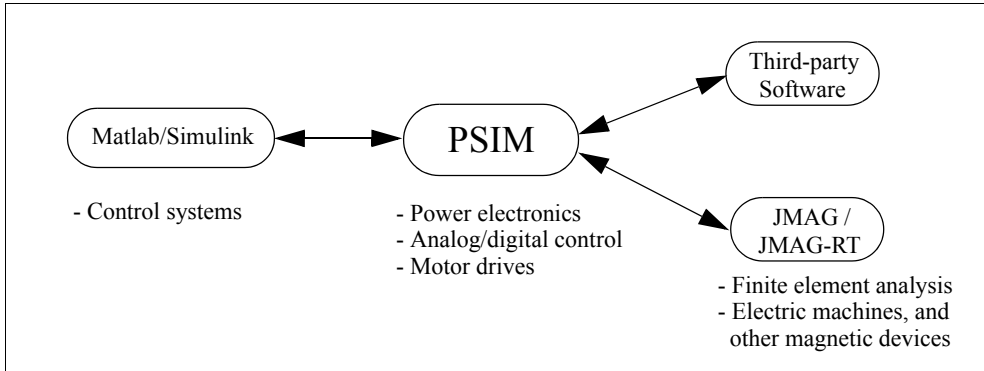 Third-party
Software
Matlab/Simulink
PSIM
- Control systems
- Power electronics
- Analog/digital control
- Motor drives
JMAG /
JMAG-RT
- Finite element analysis
- Electric machines, and
other magnetic devices